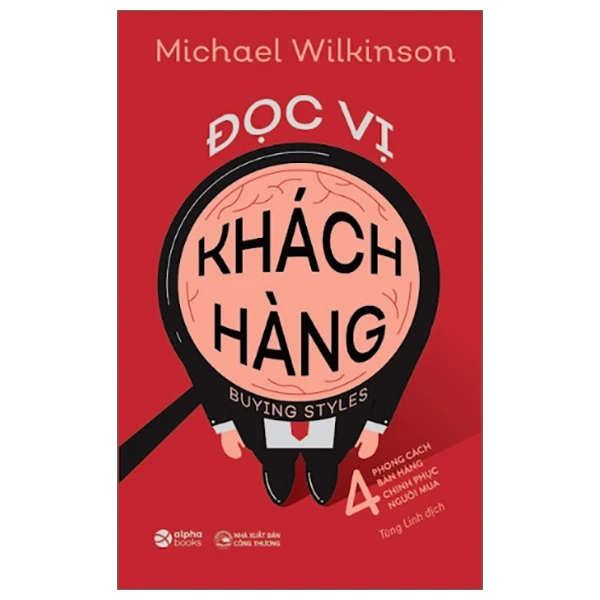 Michael Wilkinson
ĐỌC VỊ
KHÁCH
HÀNG
BUYING STYLES
4
PHONG CÁCH
BÁN HÀNG
CHINH PHỤC
NGƯỜI MUA
Tùng Linh dịch
alpha
books
NHÀ XUẤT BẢN
CÔNG THƯƠNG